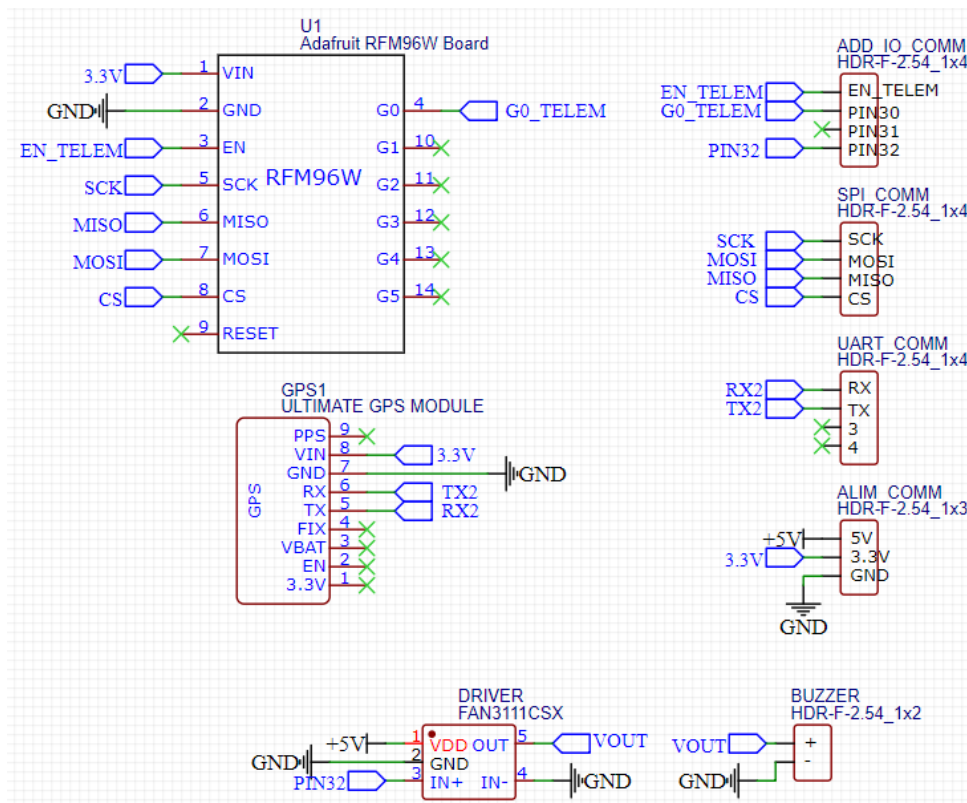 U1
Adafruit RFM96W Board
3.3V 1 VIN
GND 2 GND G0 4 G0_TELEM
EN_TELEM 3 EN G1 10
SCK 5 SCK RFM96W G2 11
MISO 6 MISO G3 12
MOSI 7 MOSI G4 13
CS 8 CS G5 14
9 RESET
ADD_IO_COMM
HDR-F-2.54_1x4
EN_TELEM EN_TELEM
G0_TELEM PIN30
PIN31
PIN32 PIN32
SPI_COMM
HDR-F-2.54_1x4
SCK SCK
MOSI MOSI
MISO MISO
CS CS
UART_COMM
HDR-F-2.54_1x4
RX2 RX
TX2 TX
3
4
GPS1
ULTIMATE GPS MODULE
GPS
PPS 9
VIN 8 3.3V
GND 7 GND
RX 6 TX2
TX 5 RX2
FIX 4
VBAT 3
EN 2
3.3V 1
ALIM_COMM
HDR-F-2.54_1x3
+5V 5V
3.3V 3.3V
GND
GND
DRIVER
FAN3111CSX
+5V 1 VDD OUT 5 VOUT
GND 2 GND
PIN32 3 IN+ IN- 4 GND
BUZZER
HDR-F-2.54_1x2
VOUT +
GND -